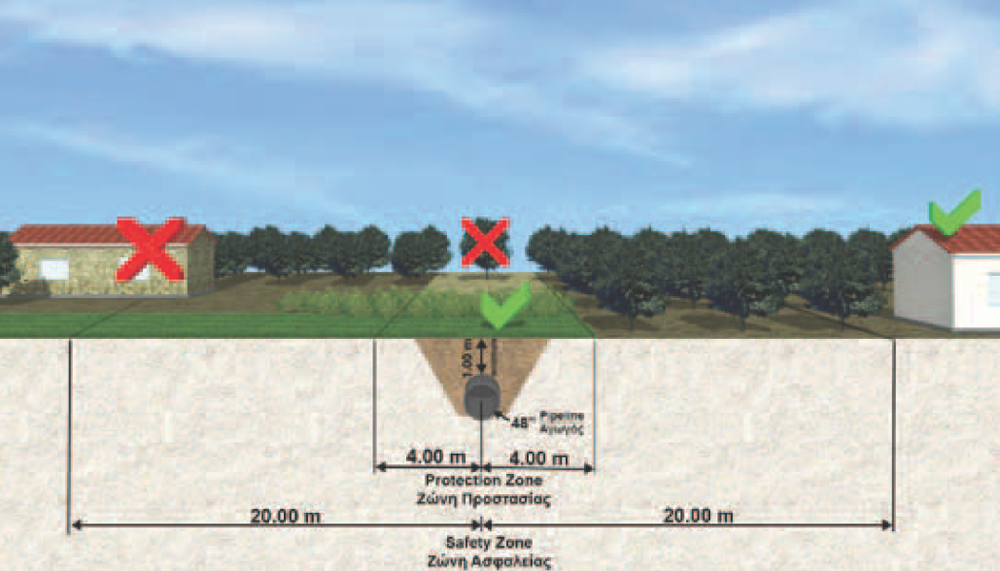 1.00 m
48" Pipeline
Αγωγός
4.00 m 4.00 m
Protection Zone
Ζώνη Προστασίας
20.00 m 20.00 m
Safety Zone
Ζώνη Ασφαλείας